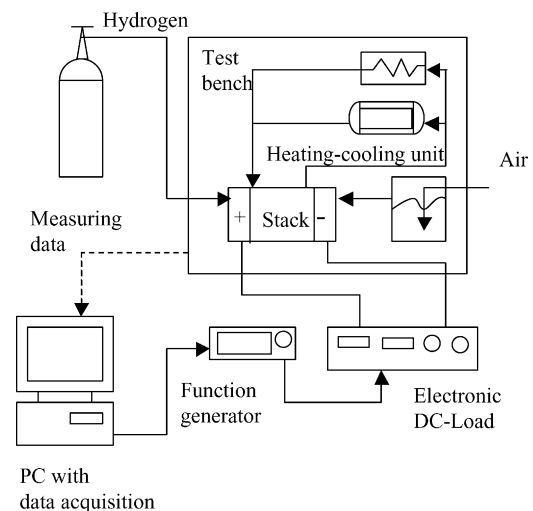 Hydrogen
Test
bench
Heating-cooling unit
Air
+ Stack -
Measuring
data
Function
generator
Electronic
DC-Load
PC with
data acquisition